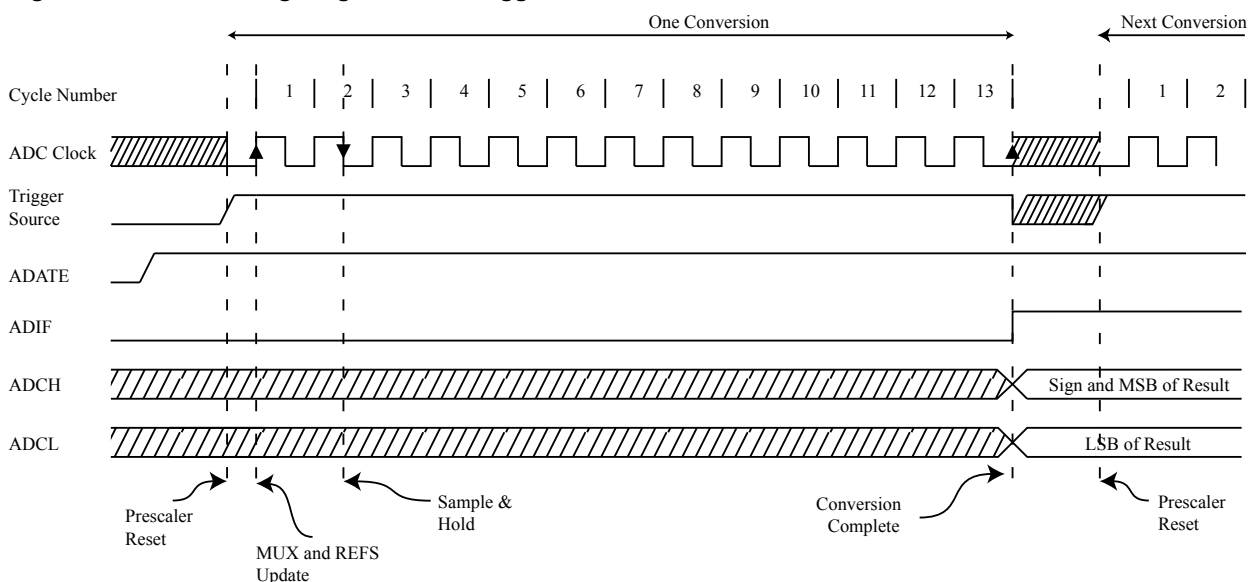 One Conversion
Next Conversion
Cycle Number
1 2 3 4 5 6 7 8 9 10 11 12 13
1 2
ADC Clock
Trigger
Source
ADATE
ADIF
ADCH
Sign and MSB of Result
ADCL
LSB of Result
Prescaler
Reset
MUX and REFS
Update
Sample &
Hold
Conversion
Complete
Prescaler
Reset